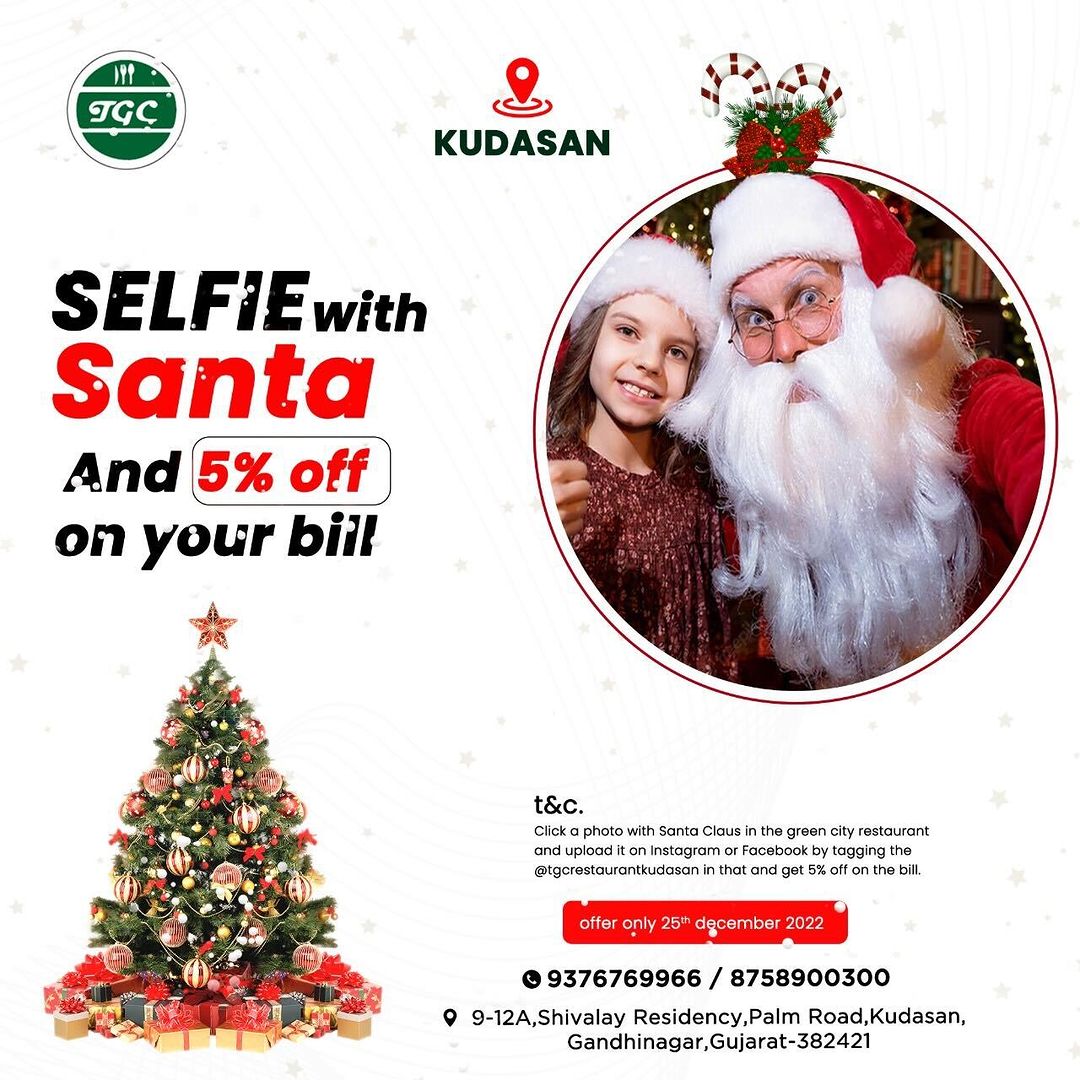 TGC
KUDASAN
SELFIE with
Santa
And 5% off
on your bill
t&c.
Click a photo with Santa Claus in the green city restaurant
and upload it on Instagram or Facebook by tagging the
@tgcrestaurantkudasan in that and get 5% off on the bill.
offer only 25th december 2022
9376769966 / 8758900300
9-12A,Shivalay Residency,Palm Road,Kudasan,
Gandhinagar,Gujarat-382421